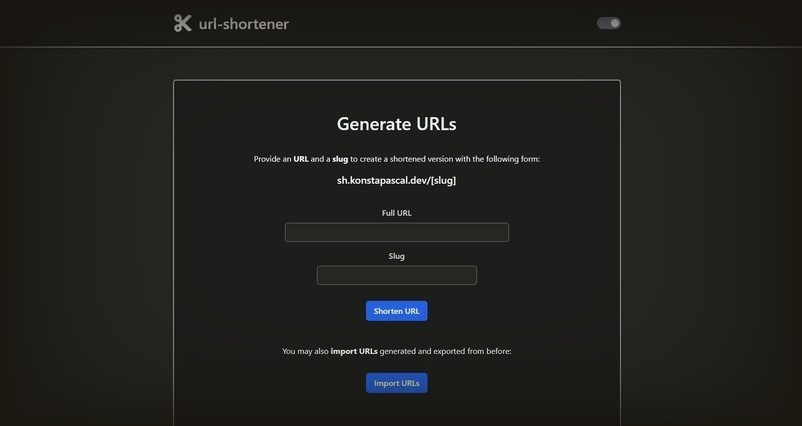 url-shortener
Generate URLs
Provide an URL and a slug to create a shortened version with the following form:
sh.konstapascal.dev/[slug]
Full URL
Slug
Shorten URL
You may also import URLs generated and exported from before:
Import URLs